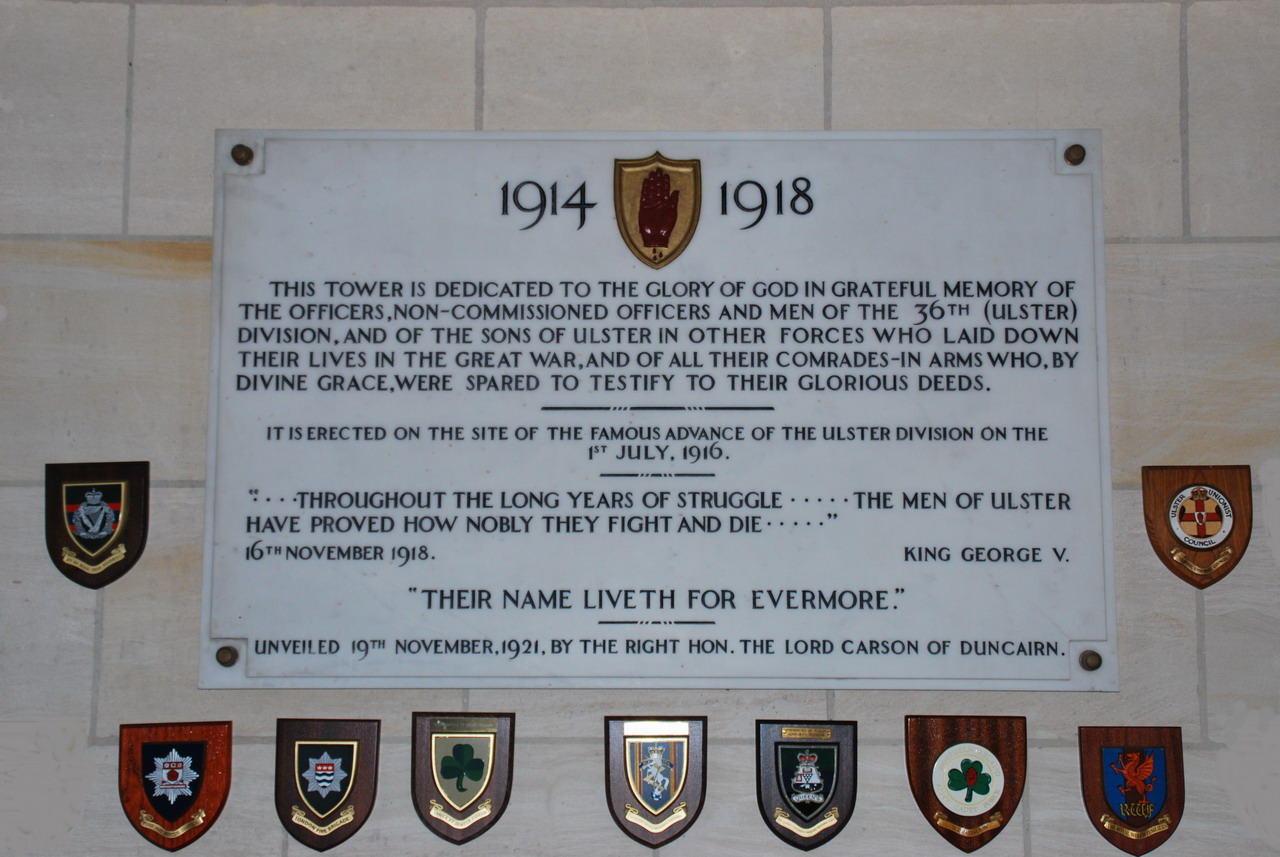 1914 1918
THIS TOWER IS DEDICATED TO THE GLORY OF GOD IN GRATEFUL MEMORY OF
THE OFFICERS, NON-COMMISSIONED OFFICERS AND MEN OF THE 36TH (ULSTER)
DIVISION, AND OF THE SONS OF ULSTER IN OTHER FORCES WHO LAID DOWN
THEIR LIVES IN THE GREAT WAR, AND OF ALL THEIR COMRADES-IN ARMS WHO, BY
DIVINE GRACE, WERE SPARED TO TESTIFY TO THEIR GLORIOUS DEEDS.
IT IS ERECTED ON THE SITE OF THE FAMOUS ADVANCE OF THE ULSTER DIVISION ON THE
1ST JULY, 1916.
"....THROUGHOUT THE LONG YEARS OF STRUGGLE.....THE MEN OF ULSTER
HAVE PROVED HOW NOBLY THEY FIGHT AND DIE....."
16TH NOVEMBER 1918. KING GEORGE V.
"THEIR NAME LIVETH FOR EVERMORE."
UNVEILED 19TH NOVEMBER, 1921, BY THE RIGHT HON. THE LORD CARSON OF DUNCAIRN.
ULSTER UNIONIST
COUNCIL
LONDON FIRE BRIGADE
QUEEN'S